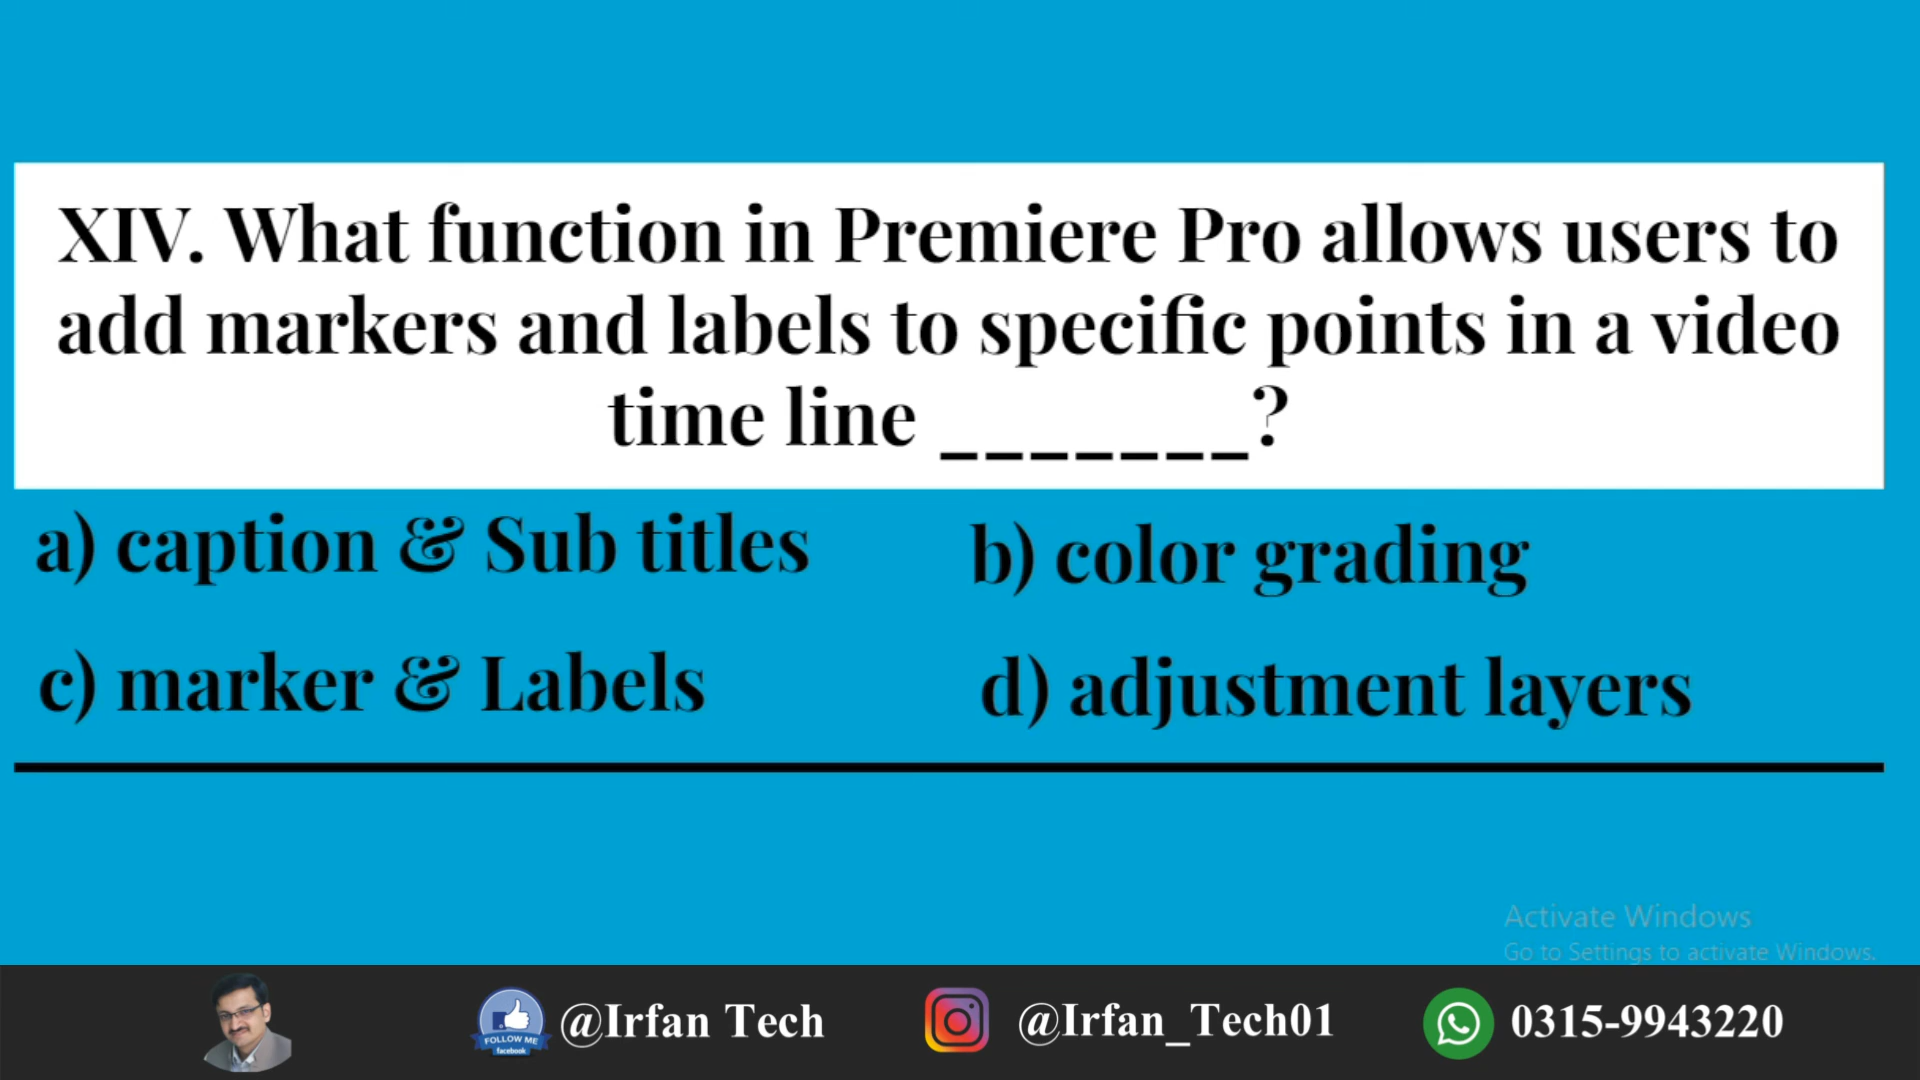 XIV. What function in Premiere Pro allows users to
add markers and labels to specific points in a video
time line _______?
a) caption & Sub titles
b) color grading
c) marker & Labels
d) adjustment layers
Activate Windows
Go to Settings to activate Windows.
FOLLOW ME
facebook
@Irfan Tech
@Irfan_Tech01
0315-9943220